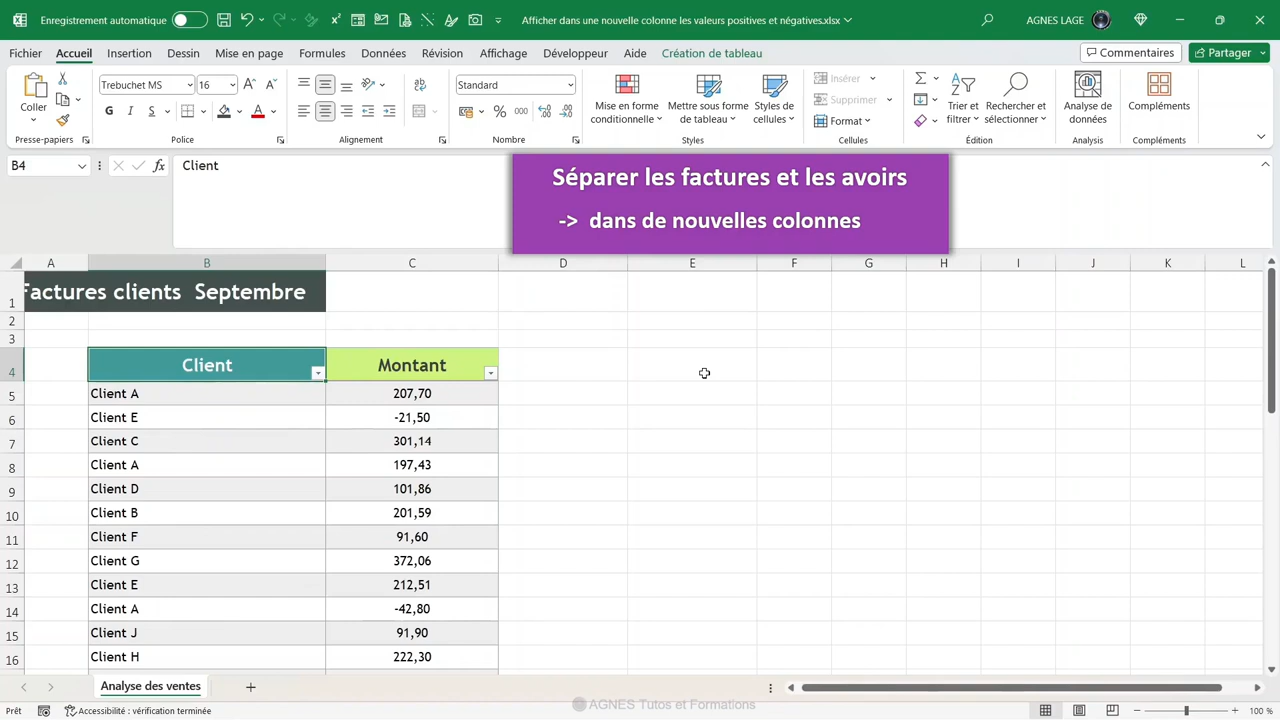 Enregistrement automatique
Afficher dans une nouvelle colonne les valeurs positives et négatives.xlsx
AGNES LAGE
Fichier Accueil Insertion Dessin Mise en page Formules Données Révision Affichage Développeur Aide Création de tableau
Commentaires Partager
Coller
Presse-papiers
Trebuchet MS 16
G I S
Police
Alignement
Standard
% 000
Nombre
Mise en forme conditionnelle
Mettre sous forme de tableau
Styles de cellules
Styles
Insérer
Supprimer
Format
Cellules
Trier et filtrer
Rechercher et sélectionner
Édition
Analyse de données
Analyse
Compléments
Compléments
B4 fx Client
Séparer les factures et les avoirs
-> dans de nouvelles colonnes
A B C D E F G H I J K L
1 Factures clients Septembre
2
3
4 Client Montant
5 Client A 207,70
6 Client E -21,50
7 Client C 301,14
8 Client A 197,43
9 Client D 101,86
10 Client B 201,59
11 Client F 91,60
12 Client G 372,06
13 Client E 212,51
14 Client A -42,80
15 Client J 91,90
16 Client H 222,30
Analyse des ventes
AGNES Tutos et Formations
Prêt Accessibilité : vérification terminée 100 %